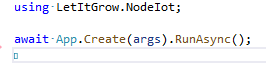 using LetItGrow.NodeIot;
await App.Create(args).RunAsync();